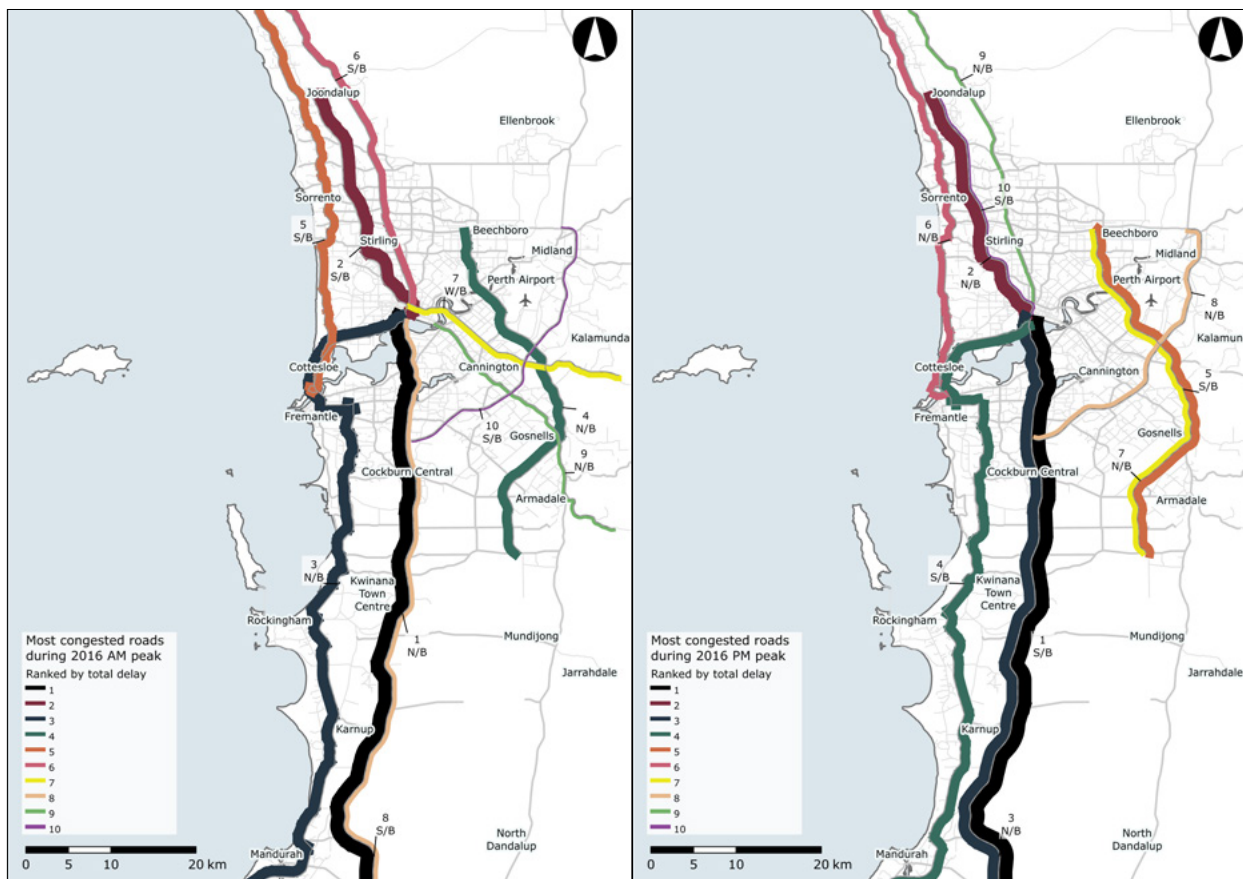 6
S/B
Joondalup
Ellenbrook
Sorrento
5
S/B
Stirling
2
S/B
Beechboro
Midland
7
W/B
Perth Airport
Kalamunda
Cottesloe
Cannington
Fremantle
10
S/B
4
N/B
Gosnells
9
N/B
Cockburn Central
Armadale
3
N/B
Kwinana
Town
Centre
Rockingham
1
N/B
Mundijong
Jarrahdale
Karnup
8
S/B
North
Dandalup
Mandurah
Most congested roads
during 2016 AM peak
Ranked by total delay
1
2
3
4
5
6
7
8
9
10
0 5 10 20 km
9
N/B
Joondalup
Ellenbrook
10
S/B
Sorrento
6
N/B
Stirling
2
N/B
Beechboro
Midland
Perth Airport
8
N/B
Kalamunda
Cottesloe
Cannington
5
S/B
Fremantle
Gosnells
7
N/B
Cockburn Central
Armadale
4
S/B
Kwinana
Town
Centre
Rockingham
1
S/B
Mundijong
Jarrahdale
Karnup
3
N/B
North
Dandalup
Mandurah
Most congested roads
during 2016 PM peak
Ranked by total delay
1
2
3
4
5
6
7
8
9
10
0 5 10 20 km